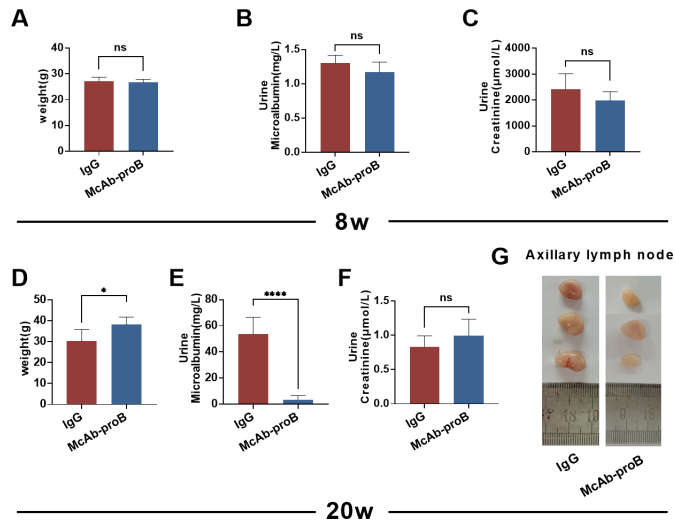 A
weight(g)
40
30
20
10
0
ns
IgG
McAb-proB
B
Urine
Microalbumin(mg/L)
1.5
1.0
0.5
0.0
ns
IgG
McAb-proB
C
Urine
Creatinine(μmol/L)
4000
3000
2000
1000
0
ns
IgG
McAb-proB
8w
D
weight(g)
50
40
30
20
10
0
*
IgG
McAb-proB
E
Urine
Microalbumin(mg/L)
80
60
40
20
0
****
IgG
McAb-proB
F
Urine
Creatinine(μmol/L)
1.5
1.0
0.5
0.0
ns
IgG
McAb-proB
G
Axillary lymph node
IgG
McAb-proB
20w